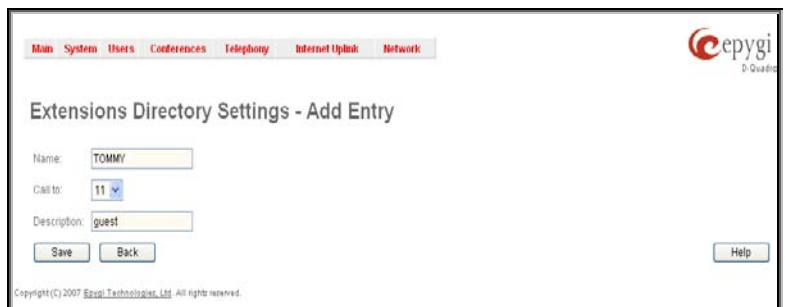 Main System Users Conferences Telephony Internet Uplink Network
epygi
D-Quadro
Extensions Directory Settings - Add Entry
Name: TOMMY
Call to: 11
Description: guest
Save Back Help
Copyright (C) 2007 Epygi Technologies, Ltd. All rights reserved.